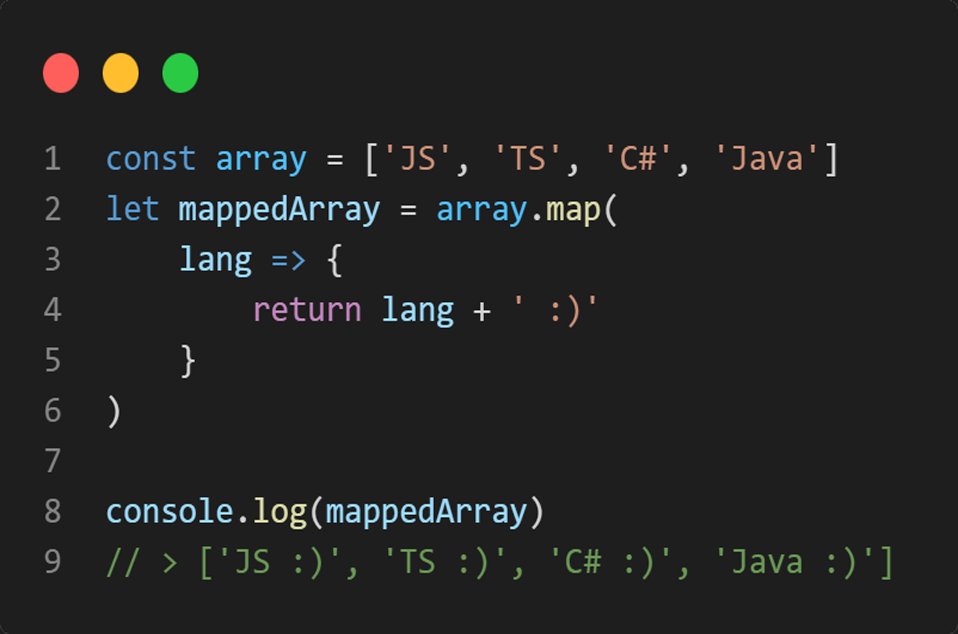 1 const array = ['JS', 'TS', 'C#', 'Java']
2 let mappedArray = array.map(
3     lang => {
4         return lang + ' :)'
5     }
6 )
7
8 console.log(mappedArray)
9 // > ['JS :)', 'TS :)', 'C# :)', 'Java :)']